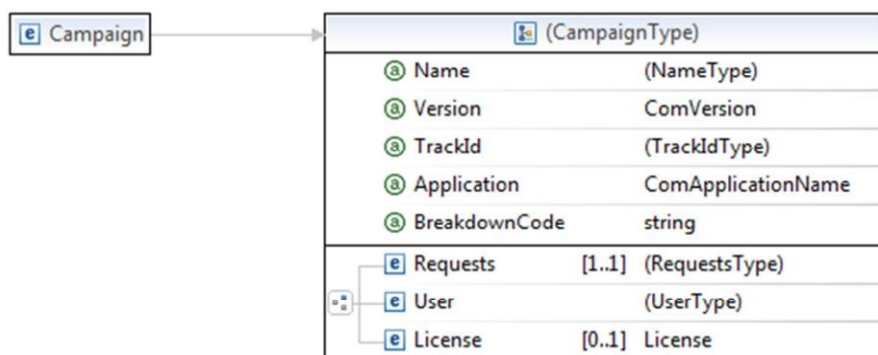 e Campaign
(CampaignType)
a Name (NameType)
a Version ComVersion
a TrackId (TrackIdType)
a Application ComApplicationName
a BreakdownCode string
e Requests [1..1] (RequestsType)
e User (UserType)
e License [0..1] License